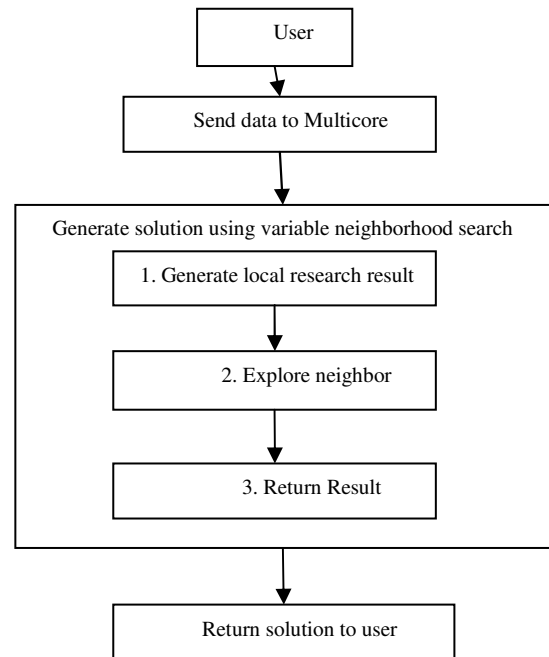 User
Send data to Multicore
Generate solution using variable neighborhood search
1. Generate local research result
2. Explore neighbor
3. Return Result
Return solution to user